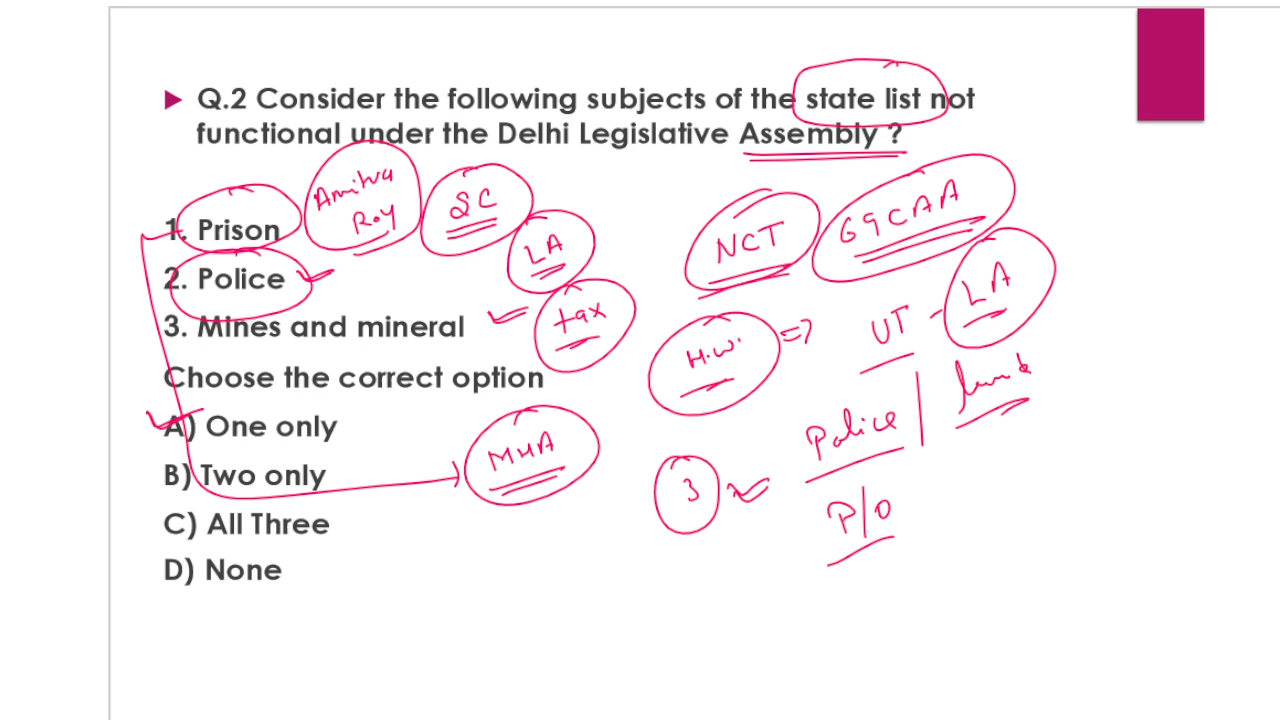 Q.2 Consider the following subjects of the state list not
functional under the Delhi Legislative Assembly ?
Amitva
Roy
SC
1. Prison
LA
NCT
69 CAA
2. Police
tax
LA
3. Mines and mineral
H.W. =>
UT -
Choose the correct option
A) One only
Police
MHA
B) Two only
3
P/O
C) All Three
D) None